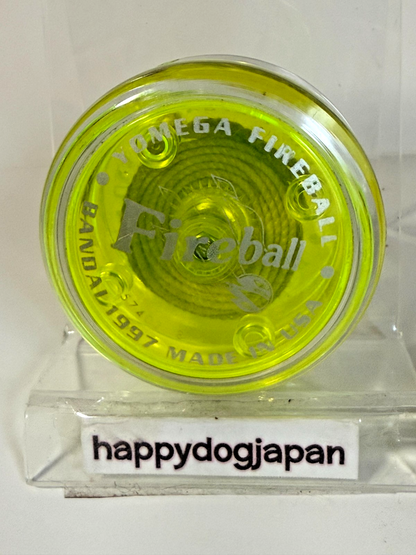 YOMEGA FIREBALL
Fireball
BANDAI 1997 MADE IN USA
happydogjapan